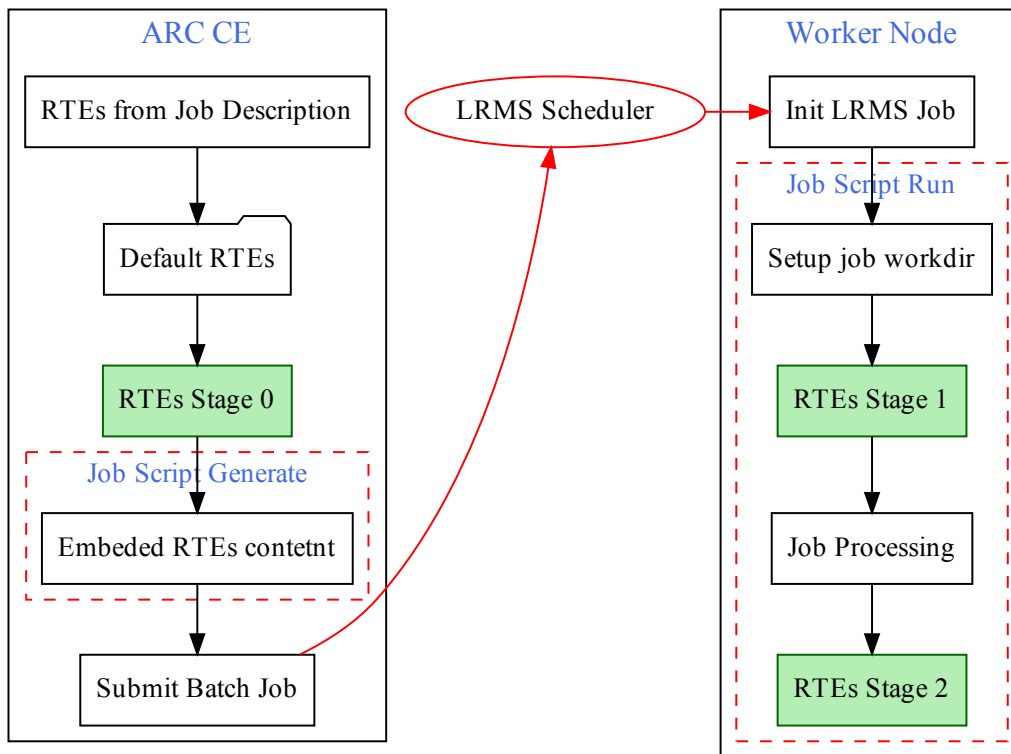 ARC CE
RTEs from Job Description
Default RTEs
RTEs Stage 0
Job Script Generate
Embeded RTEs contetnt
Submit Batch Job
LRMS Scheduler
Worker Node
Init LRMS Job
Job Script Run
Setup job workdir
RTEs Stage 1
Job Processing
RTEs Stage 2